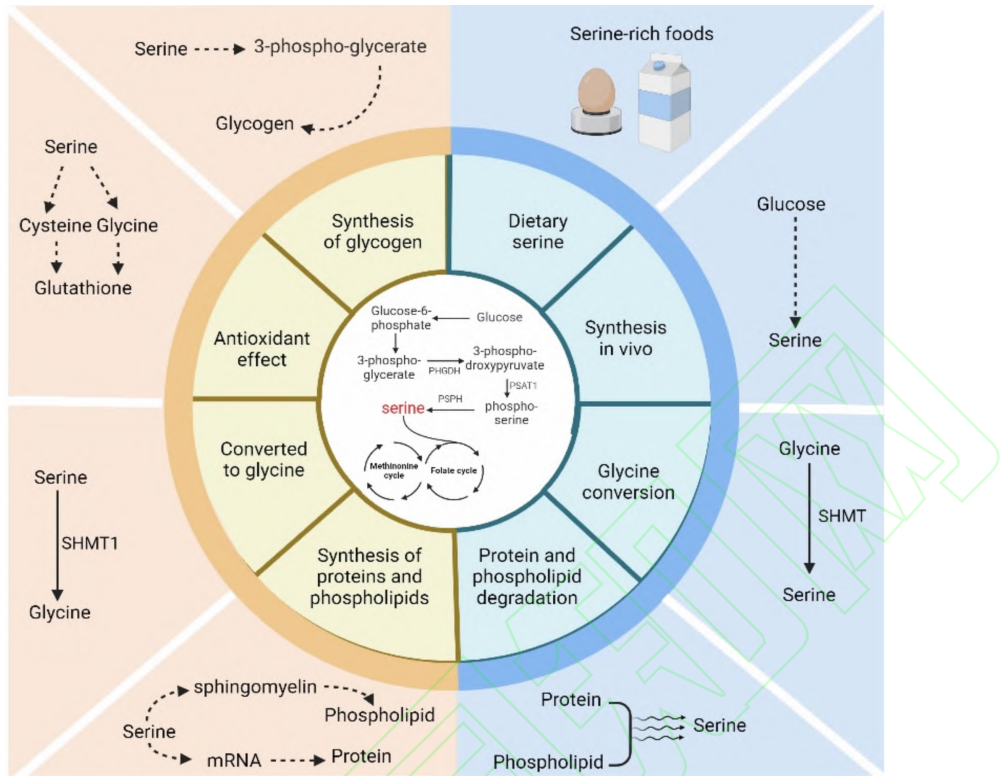 Serine
3-phospho-glycerate
Glycogen
Serine-rich foods
Serine
Cysteine Glycine
Glutathione
Glucose
Serine
Synthesis
of glycogen
Dietary
serine
Antioxidant
effect
Synthesis
in vivo
Converted
to glycine
Glycine
conversion
Synthesis of
proteins and
phospholipids
Protein and
phospholipid
degradation
Glucose-6-
phosphate
Glucose
3-phospho-
glycerate
PHGDH
3-phospho-
droxypyruvate
PSAT1
phospho-
serine
PSPH
serine
Methinonine
cycle
Folate cycle
Serine
SHMT1
Glycine
Glycine
SHMT
Serine
Serine
sphingomyelin
Phospholipid
mRNA
Protein
Protein
Phospholipid
Serine